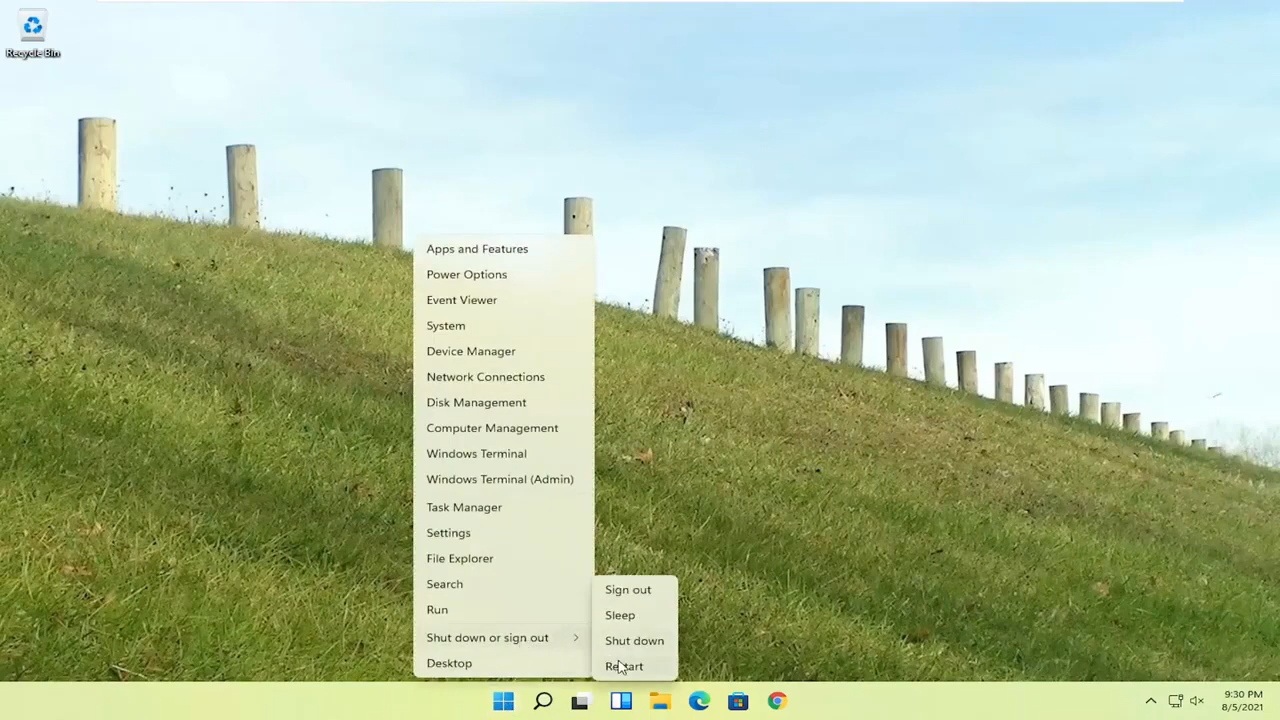 Recycle Bin
Apps and Features
Power Options
Event Viewer
System
Device Manager
Network Connections
Disk Management
Computer Management
Windows Terminal
Windows Terminal (Admin)
Task Manager
Settings
File Explorer
Search
Run
Shut down or sign out
Desktop
Sign out
Sleep
Shut down
Restart
9:30 PM
8/5/2021